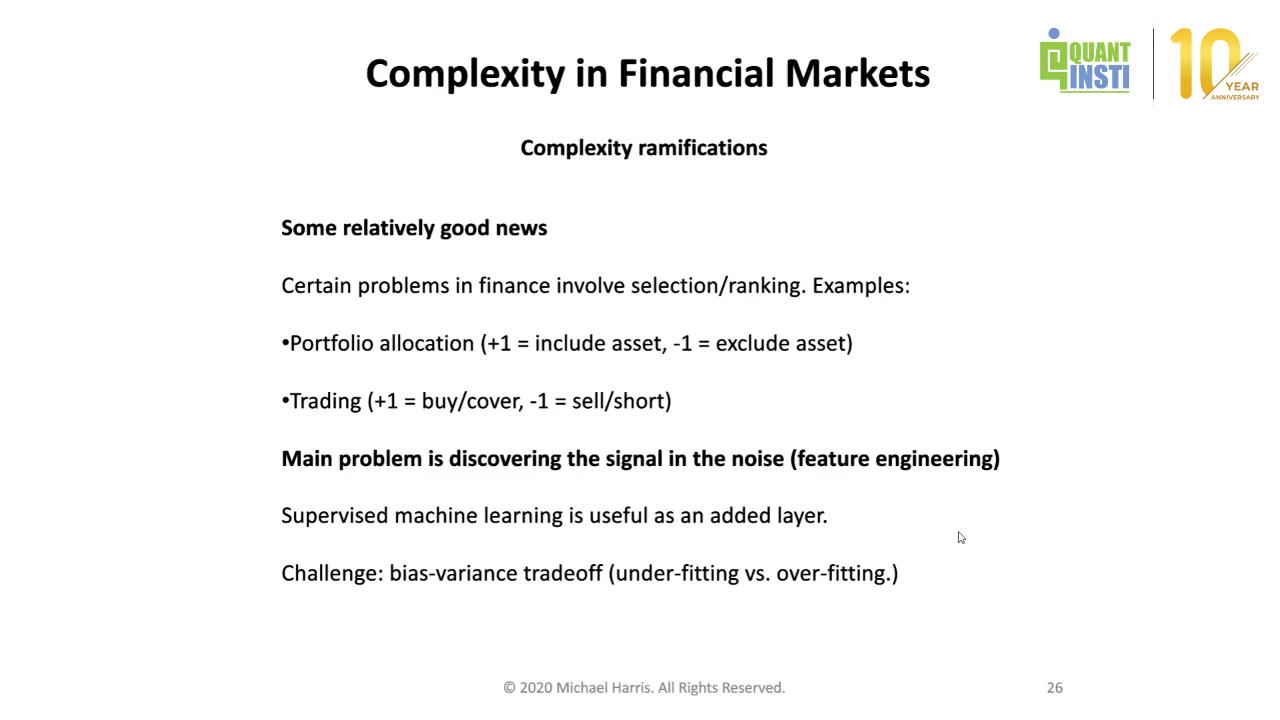 Complexity in Financial Markets
QUANT
INSTI
10
YEAR
ANNIVERSARY
Complexity ramifications
Some relatively good news
Certain problems in finance involve selection/ranking. Examples:
•Portfolio allocation (+1 = include asset, -1 = exclude asset)
•Trading (+1 = buy/cover, -1 = sell/short)
Main problem is discovering the signal in the noise (feature engineering)
Supervised machine learning is useful as an added layer.
Challenge: bias-variance tradeoff (under-fitting vs. over-fitting.)
© 2020 Michael Harris. All Rights Reserved.
26